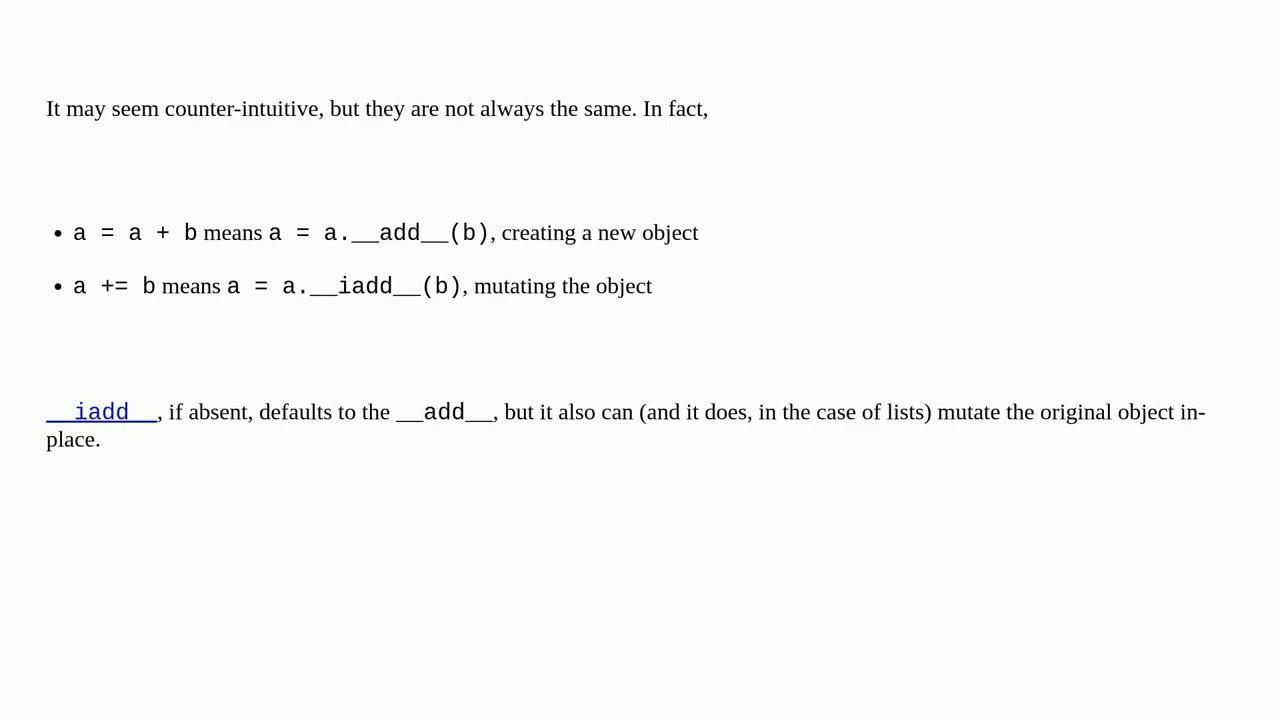 It may seem counter-intuitive, but they are not always the same. In fact,
• a = a + b means a = a.__add__(b), creating a new object
• a += b means a = a.__iadd__(b), mutating the object
__iadd__, if absent, defaults to the __add__, but it also can (and it does, in the case of lists) mutate the original object in-
place.